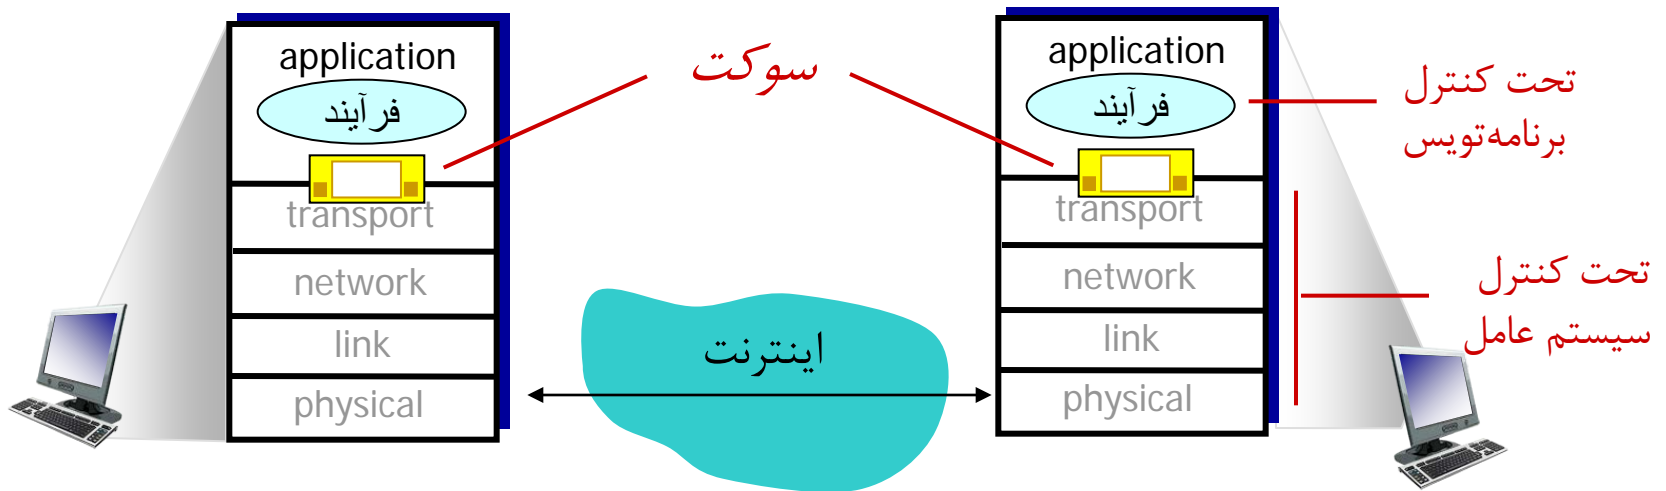 application
فرآیند
transport
network
link
physical
سوکت
اینترنت
application
فرآیند
transport
network
link
physical
تحت کنترل
برنامه‌تویس
تحت کنترل
سیستم عامل